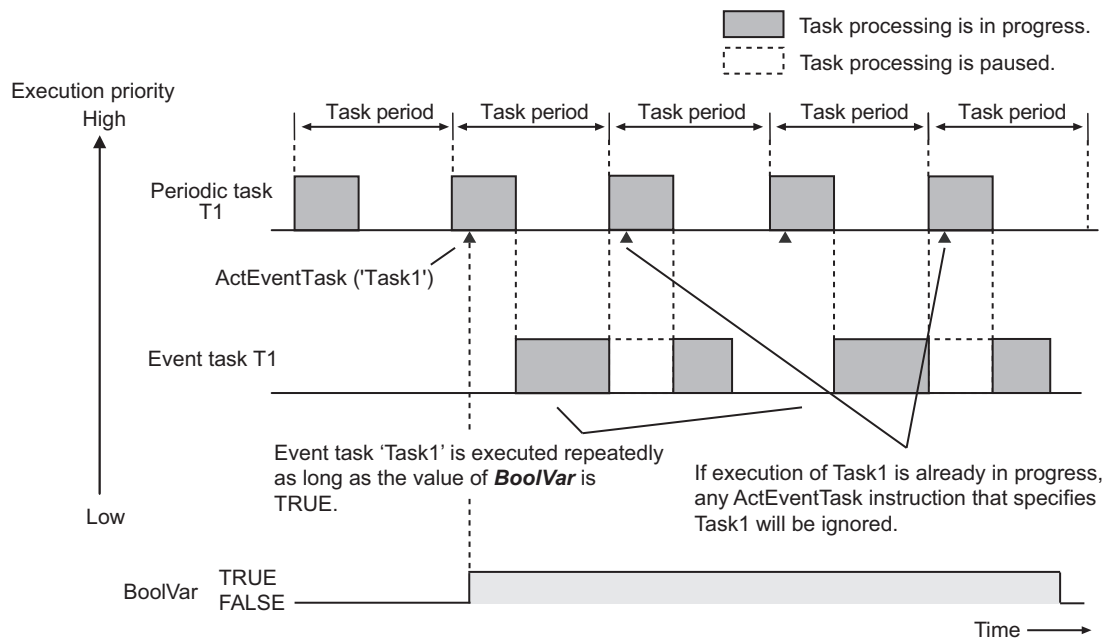 Task processing is in progress.
Task processing is paused.
Execution priority
High
Task period Task period Task period Task period Task period
Periodic task
T1
ActEventTask ('Task1')
Event task T1
Event task ‘Task1’ is executed repeatedly
as long as the value of BoolVar is
TRUE.
If execution of Task1 is already in progress,
any ActEventTask instruction that specifies
Task1 will be ignored.
Low
BoolVar
TRUE
FALSE
Time